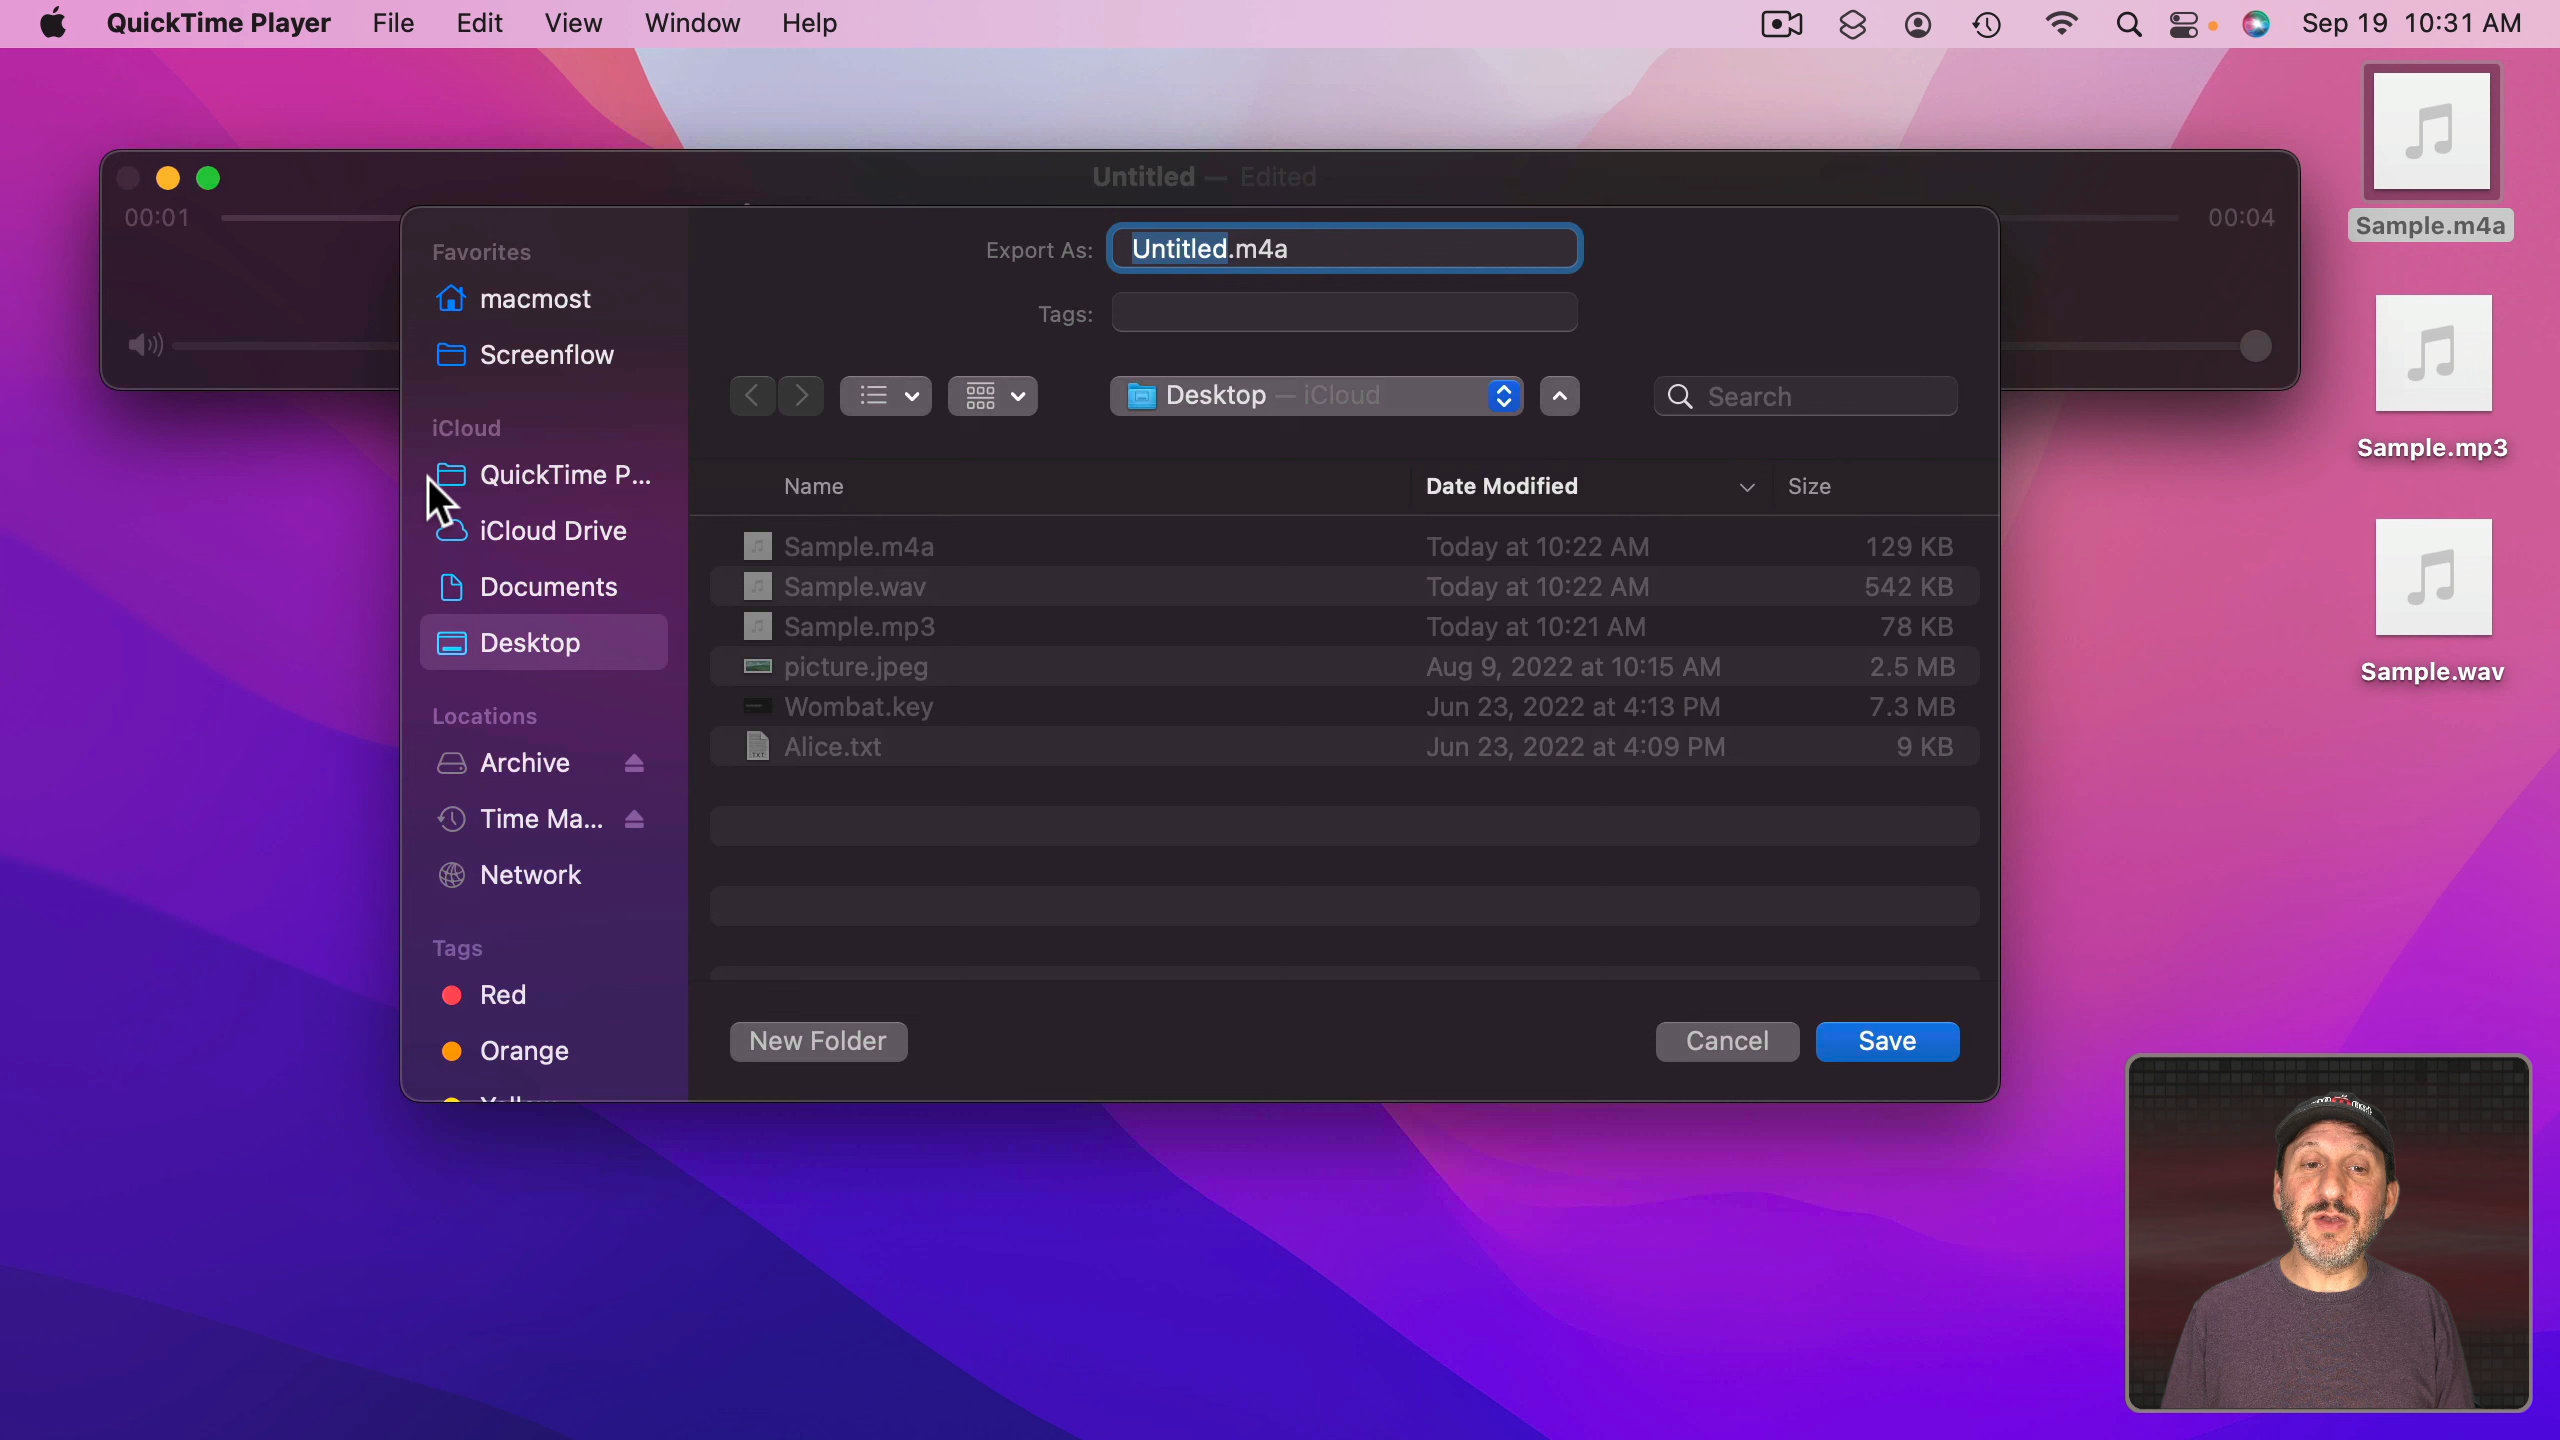 QuickTime Player File Edit View Window Help Sep 19 10:31 AM
Untitled — Edited
00:01
00:04
Favorites
macmost
Screenflow
iCloud
QuickTime P...
iCloud Drive
Documents
Desktop
Locations
Archive
Time Ma...
Network
Tags
Red
Orange
Export As: Untitled.m4a
Tags:
Desktop — iCloud
Search
Name Date Modified Size
Sample.m4a Today at 10:22 AM 129 KB
Sample.wav Today at 10:22 AM 542 KB
Sample.mp3 Today at 10:21 AM 78 KB
picture.jpeg Aug 9, 2022 at 10:15 AM 2.5 MB
Wombat.key Jun 23, 2022 at 4:13 PM 7.3 MB
Alice.txt Jun 23, 2022 at 4:09 PM 9 KB
New Folder Cancel Save
Sample.m4a
Sample.mp3
Sample.wav